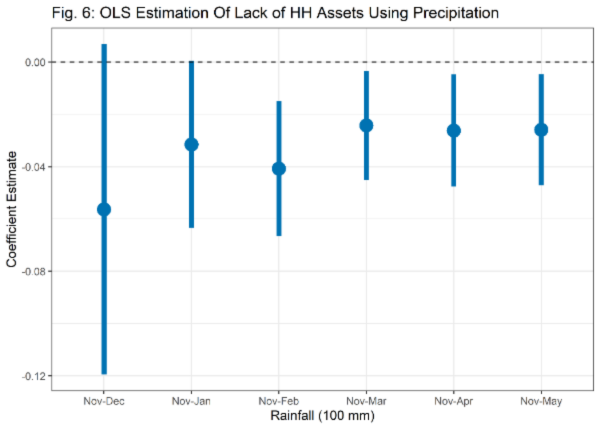 Fig. 6: OLS Estimation Of Lack of HH Assets Using Precipitation
Coefficient Estimate
0.00
-0.04
-0.08
-0.12
Nov-Dec Nov-Jan Nov-Feb Nov-Mar Nov-Apr Nov-May
Rainfall (100 mm)